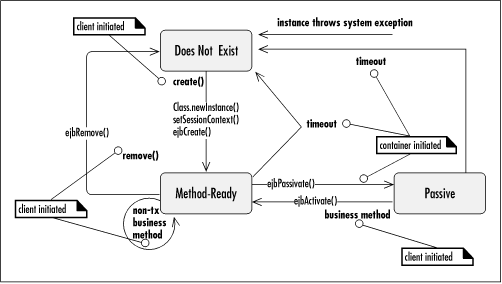 client initiated
instance throws system exception
Does Not Exist
timeout
create()
Class.newInstance()
setSessionContext()
ejbCreate()
ejbRemove()
timeout
remove()
container initiated
Method-Ready
ejbPassivate()
Passive
ejbActivate()
client initiated
non-tx
business
method
business method
client initiated